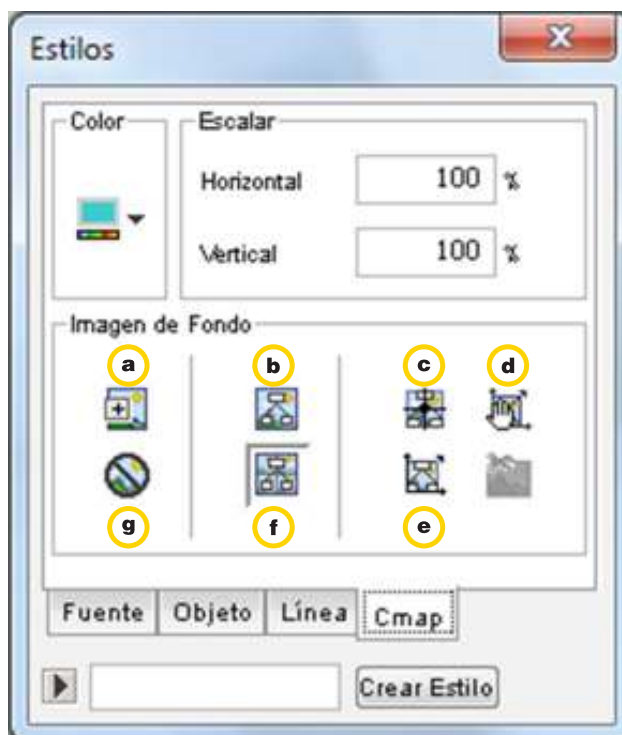 Estilos
Color
Escalar
Horizontal 100 %
Vertical 100 %
Imagen de Fondo
a b c d
g f e
Fuente Objeto Línea Cmap
Crear Estilo